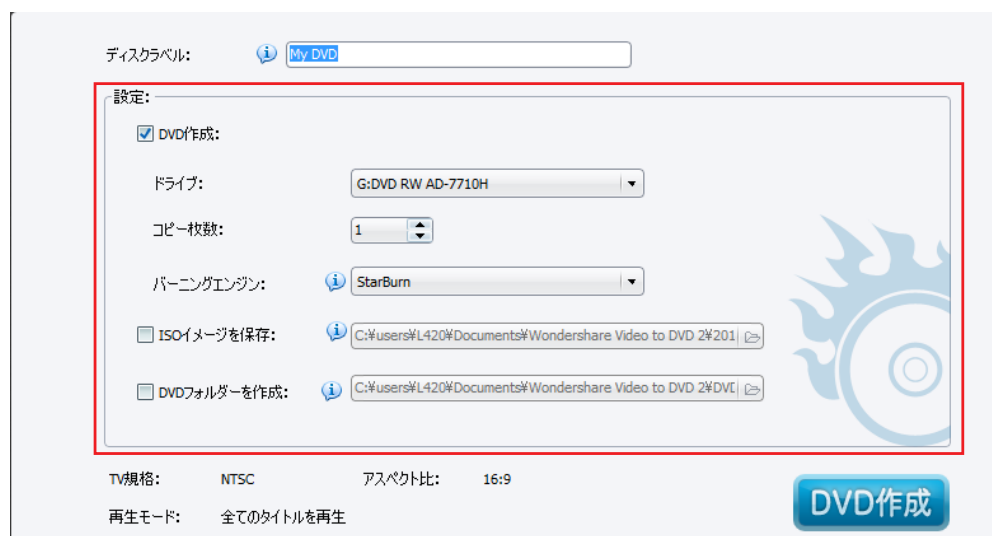 ディスクラベル: My DVD
設定:
DVD作成:
ドライブ: G:DVD RW AD-7710H
コピー枚数: 1
バーニングエンジン: StarBurn
ISOイメージを保存: C:¥users¥L420¥Documents¥Wondershare Video to DVD 2¥201
DVDフォルダーを作成: C:¥users¥L420¥Documents¥Wondershare Video to DVD 2¥DVD
TV規格: NTSC アスペクト比: 16:9
再生モード: 全てのタイトルを再生
DVD作成